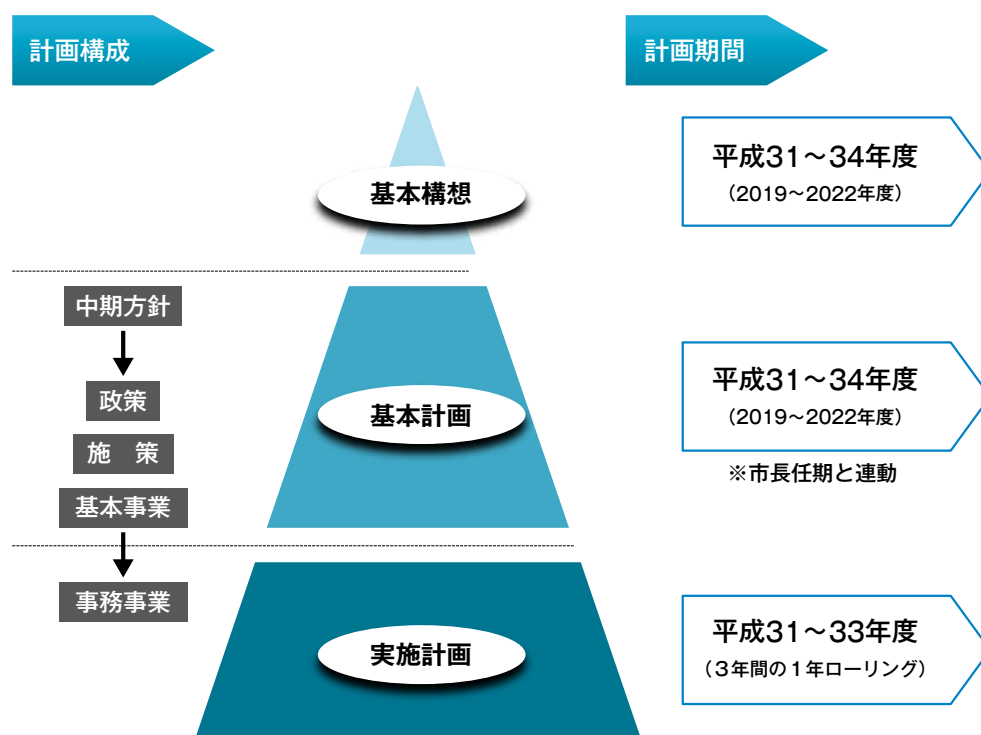 計画構成
計画期間
基本構想
平成31〜34年度
（2019〜2022年度）
中期方針
政策
施　策
基本事業
基本計画
平成31〜34年度
（2019〜2022年度）
※市長任期と連動
事務事業
実施計画
平成31〜33年度
（３年間の１年ローリング）